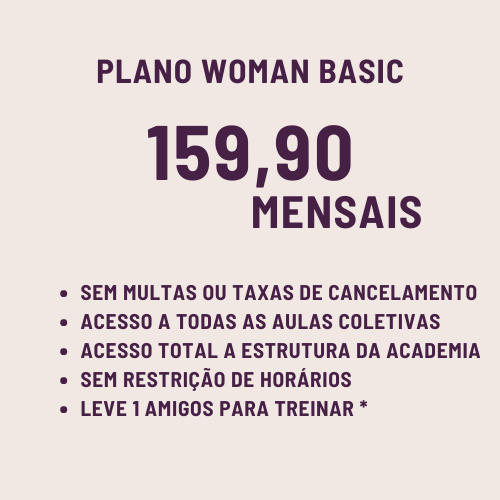 PLANO WOMAN BASIC
159,90
MENSAIS
• SEM MULTAS OU TAXAS DE CANCELAMENTO
• ACESSO A TODAS AS AULAS COLETIVAS
• ACESSO TOTAL A ESTRUTURA DA ACADEMIA
• SEM RESTRIÇÃO DE HORÁRIOS
• LEVE 1 AMIGOS PARA TREINAR *